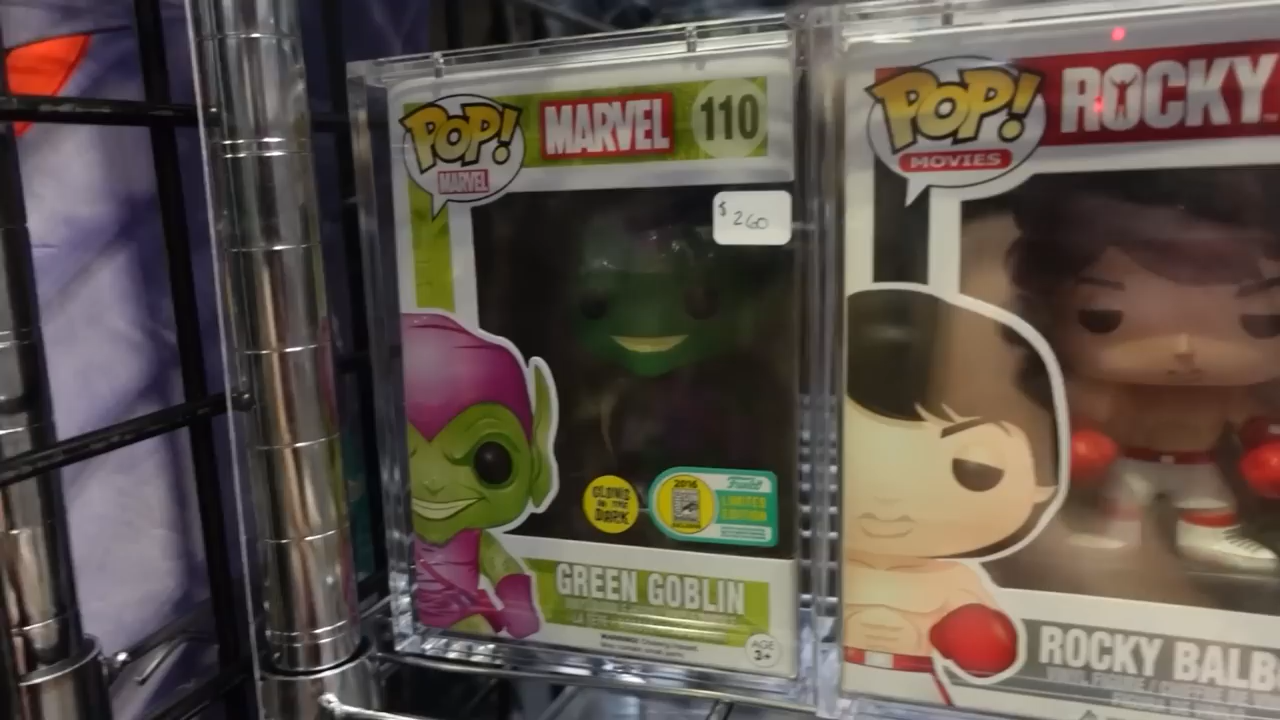 POP!
MARVEL
MARVEL
110
$260
GLOWS
IN THE
DARK
2016
Funko
LIMITED
EDITION
GREEN GOBLIN
AGE
3+
POP!
MOVIES
ROCKY
ROCKY BALB